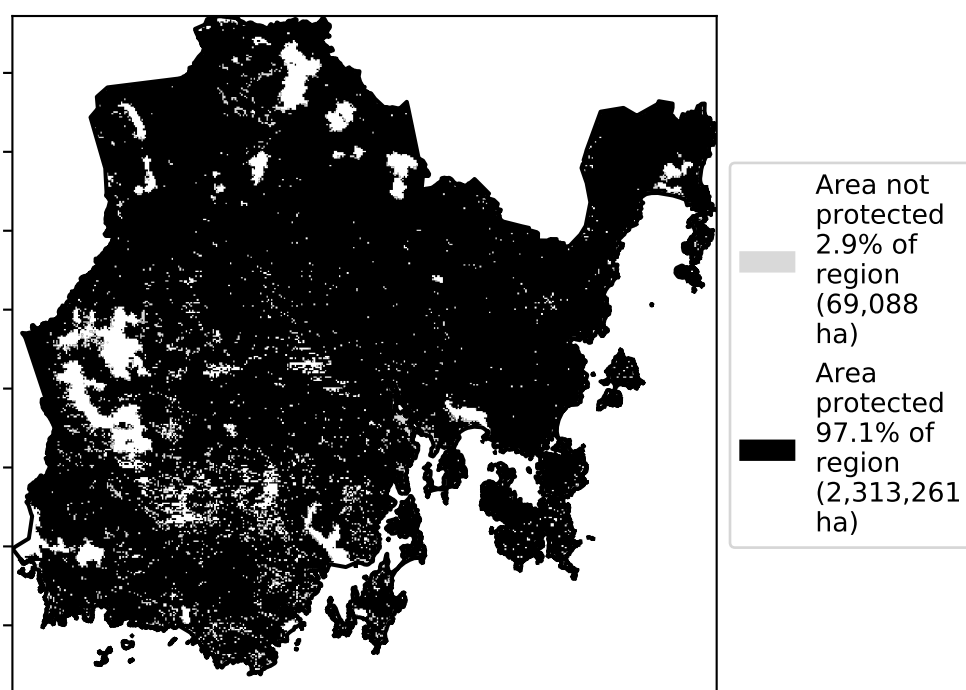 Area not
protected
2.9% of
region
(69,088
ha)
Area
protected
97.1% of
region
(2,313,261
ha)